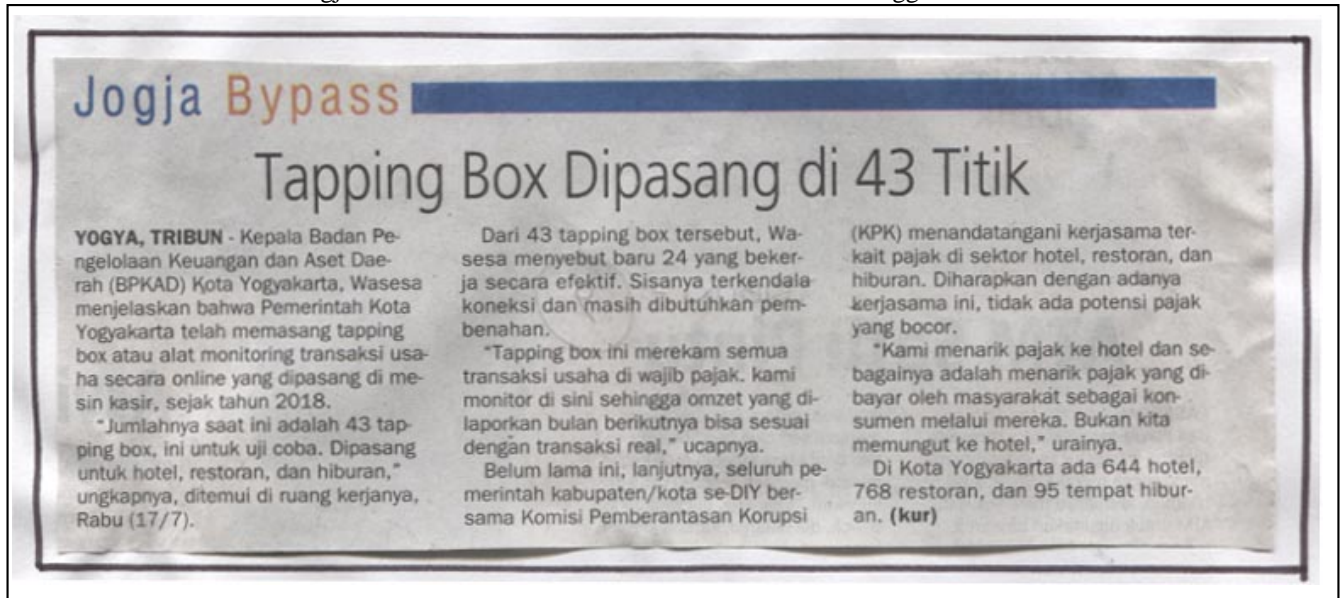 Jogja Bypass
Tapping Box Dipasang di 43 Titik
YOGYA, TRIBUN - Kepala Badan Pe-
ngelolaan Keuangan dan Aset Dae-
rah (BPKAD) Kota Yogyakarta, Wasesa
menjelaskan bahwa Pemerintah Kota
Yogyakarta telah memasang tapping
box atau alat monitoring transaksi usa-
ha secara online yang dipasang di me-
sin kasir, sejak tahun 2018.
"Jumlahnya saat ini adalah 43 tap-
ping box, ini untuk uji coba. Dipasang
untuk hotel, restoran, dan hiburan,"
ungkapnya, ditemui di ruang kerjanya,
Rabu (17/7).
Dari 43 tapping box tersebut, Wa-
sesa menyebut baru 24 yang beker-
ja secara efektif. Sisanya terkendala
koneksi dan masih dibutuhkan pem-
benahan.
"Tapping box ini merekam semua
transaksi usaha di wajib pajak. kami
monitor di sini sehingga omzet yang di-
laporkan bulan berikutnya bisa sesuai
dengan transaksi real," ucapnya.
Belum lama ini, lanjutnya, seluruh pe-
merintah kabupaten/kota se-DIY ber-
sama Komisi Pemberantasan Korupsi
(KPK) menandatangani kerjasama ter-
kait pajak di sektor hotel, restoran, dan
hiburan. Diharapkan dengan adanya
kerjasama ini, tidak ada potensi pajak
yang bocor.
"Kami menarik pajak ke hotel dan se-
bagainya adalah menarik pajak yang di-
bayar oleh masyarakat sebagai kon-
sumen melalui mereka. Bukan kita
memungut ke hotel," urainya.
Di Kota Yogyakarta ada 644 hotel,
768 restoran, dan 95 tempat hibur-
an. (kur)